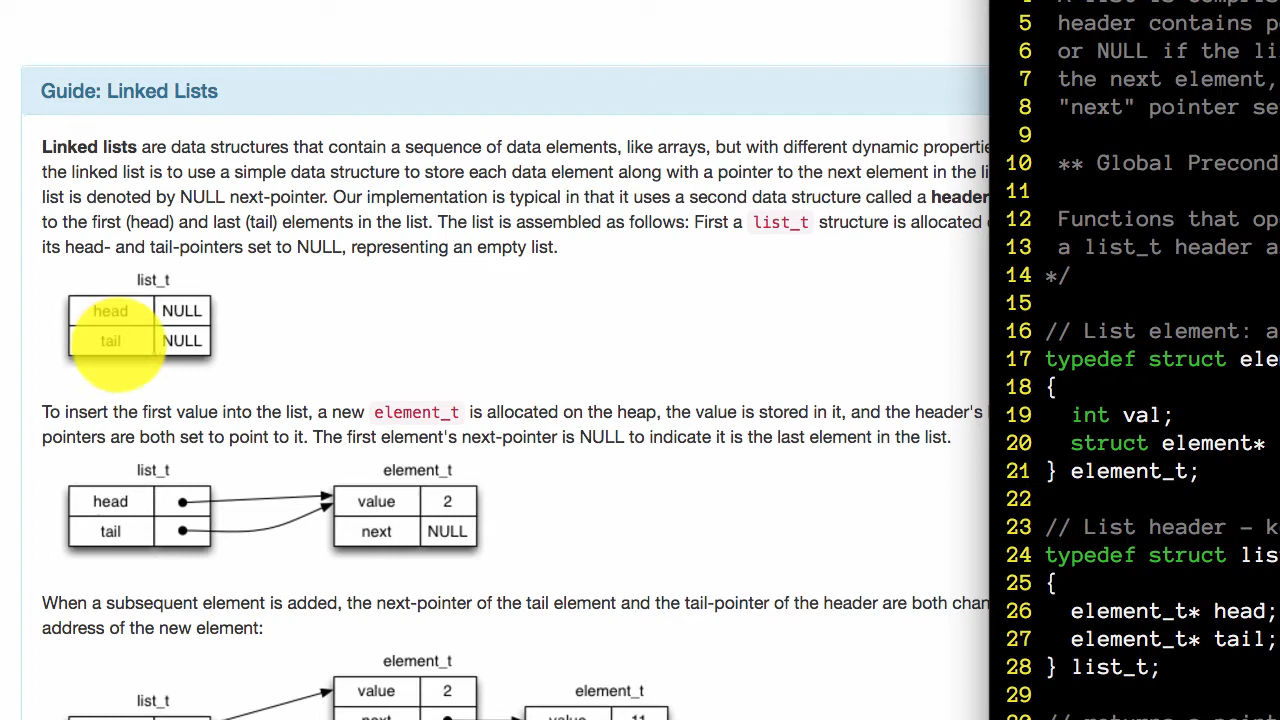 Guide: Linked Lists
Linked lists are data structures that contain a sequence of data elements, like arrays, but with different dynamic
the linked list is to use a simple data structure to store each data element along with a pointer to the next element in the
list is denoted by NULL next-pointer. Our implementation is typical in that it uses a second data structure called a header
to the first (head) and last (tail) elements in the list. The list is assembled as follows: First a list_t structure is allocated
its head- and tail-pointers set to NULL, representing an empty list.
list_t
head NULL
tail NULL
To insert the first value into the list, a new element_t is allocated on the heap, the value is stored in it, and the header's
pointers are both set to point to it. The first element's next-pointer is NULL to indicate it is the last element in the list.
list_t element_t
head value 2
tail next NULL
When a subsequent element is added, the next-pointer of the tail element and the tail-pointer of the header are both
address of the new element:
element_t
value 2
list_t element_t
next
value 11
5 header contains
6 or NULL if the
7 the next element,
8 "next" pointer
9
10 ** Global
11
12 Functions that
13 a list_t header
14 */
15
16 // List element:
17 typedef struct
18 {
19 int val;
20 struct element*
21 } element_t;
22
23 // List header -
24 typedef struct
25 {
26 element_t* head;
27 element_t* tail;
28 } list_t;
29